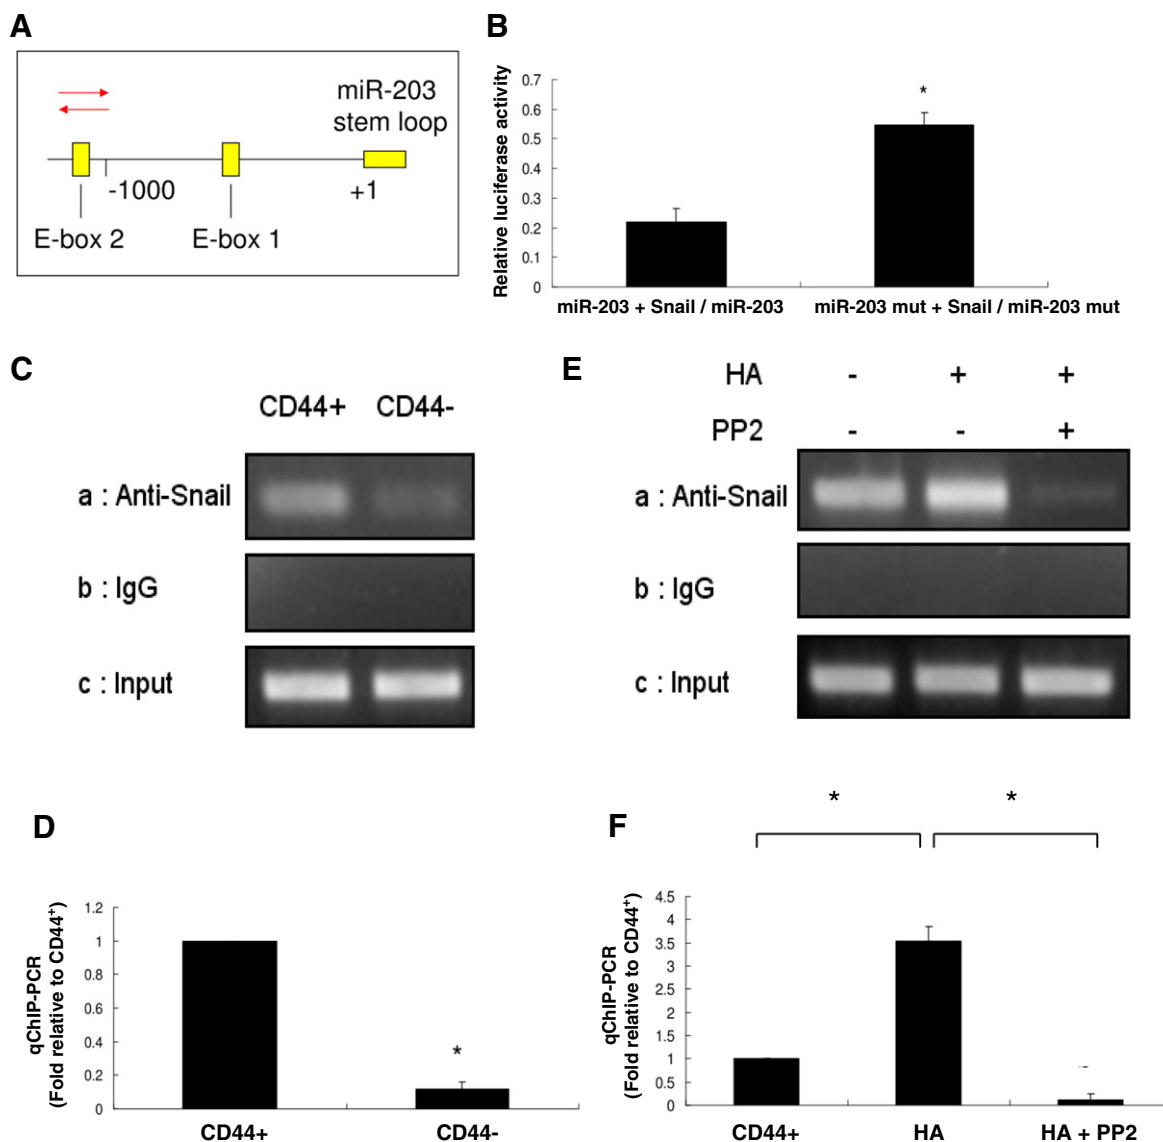 A
miR-203
stem loop
-1000
+1
E-box 2
E-box 1
B
Relative luciferase activity
0.7
0.6
0.5
0.4
0.3
0.2
0.1
0
*
miR-203 + Snail / miR-203
miR-203 mut + Snail / miR-203 mut
C
CD44+ CD44-
a : Anti-Snail
b : IgG
c : Input
E
HA - + +
PP2 - - +
a : Anti-Snail
b : IgG
c : Input
D
qChIP-PCR
(Fold relative to CD44⁺)
1.2
1
0.8
0.6
0.4
0.2
0
*
CD44+
CD44-
F
* *
qChIP-PCR
(Fold relative to CD44⁺)
4.5
4
3.5
3
2.5
2
1.5
1
0.5
0
CD44+
HA
HA + PP2